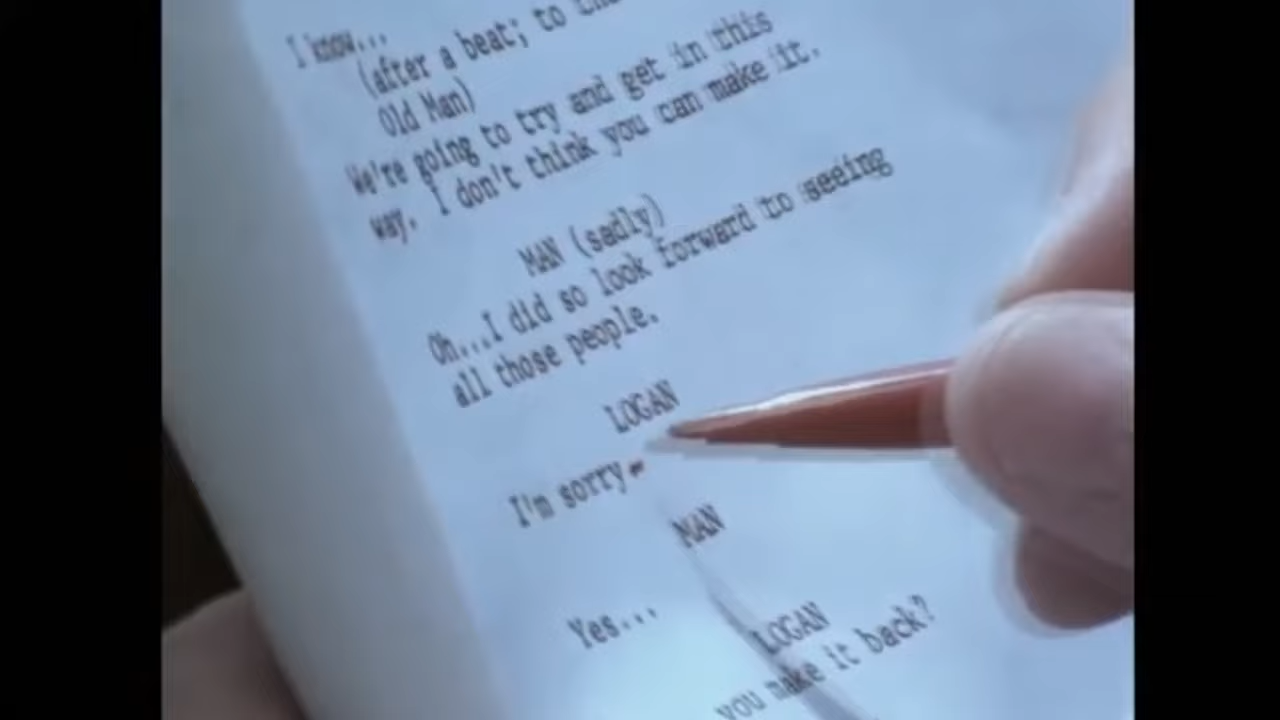 I know...
(after a beat; to the
Old Man)
We're going to try and get in this
way. I don't think you can make it.
MAN (sadly)
Oh...I did so look forward to seeing
all those people.
LOGAN
I'm sorry
MAN
Yes...
LOGAN
you make it back?